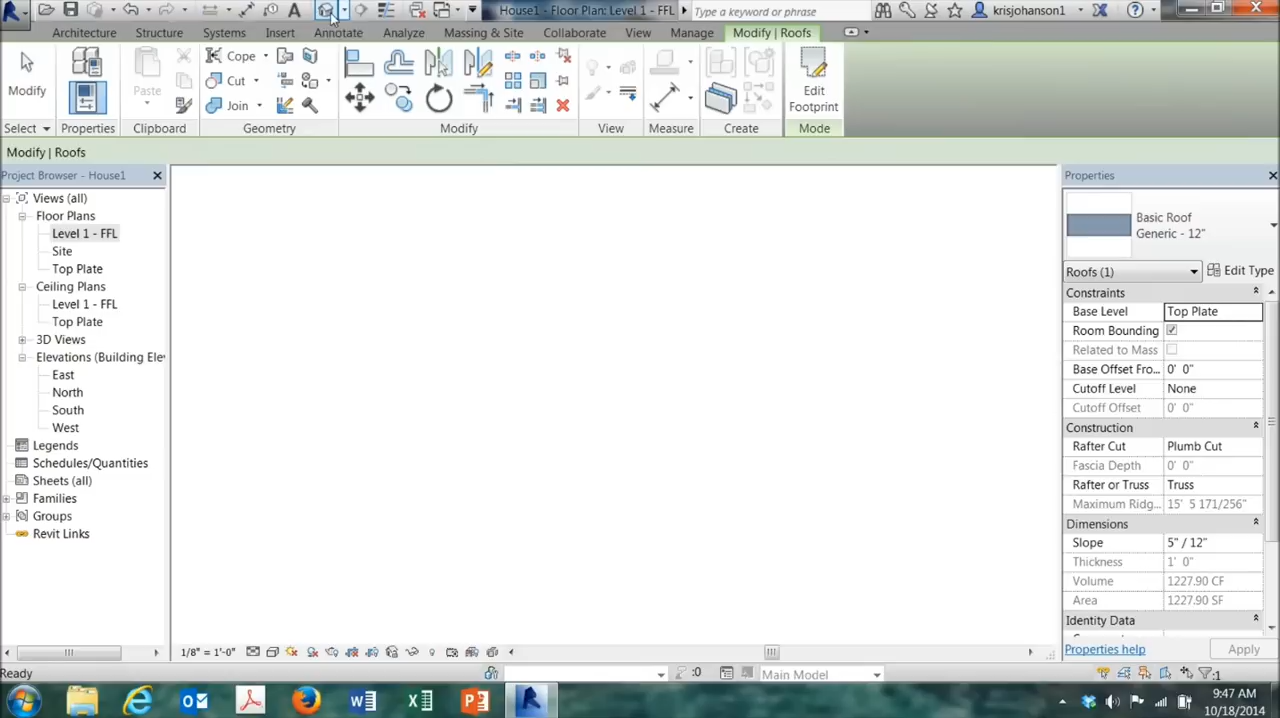 House1 - Floor Plan: Level 1 - FFL
Type a keyword or phrase
krisjohanson1
Architecture Structure Systems Insert Annotate Analyze Massing & Site Collaborate View Manage Modify | Roofs
Modify
Paste
Cope
Cut
Join
Edit Footprint
Select Properties Clipboard Geometry Modify View Measure Create Mode
Modify | Roofs
Project Browser - House1
Views (all)
Floor Plans
Level 1 - FFL
Site
Top Plate
Ceiling Plans
Level 1 - FFL
Top Plate
3D Views
Elevations (Building Ele
East
North
South
West
Legends
Schedules/Quantities
Sheets (all)
Families
Groups
Revit Links
Properties
Basic Roof
Generic - 12"
Roofs (1) Edit Type
Constraints
Base Level Top Plate
Room Bounding
Related to Mass
Base Offset Fro... 0' 0"
Cutoff Level None
Cutoff Offset 0' 0"
Construction
Rafter Cut Plumb Cut
Fascia Depth 0' 0"
Rafter or Truss Truss
Maximum Ridg... 15' 5 171/256"
Dimensions
Slope 5" / 12"
Thickness 1' 0"
Volume 1227.90 CF
Area 1227.90 SF
Identity Data
Properties help Apply
1/8" = 1'-0"
Ready
:0
Main Model
:1
9:47 AM
10/18/2014